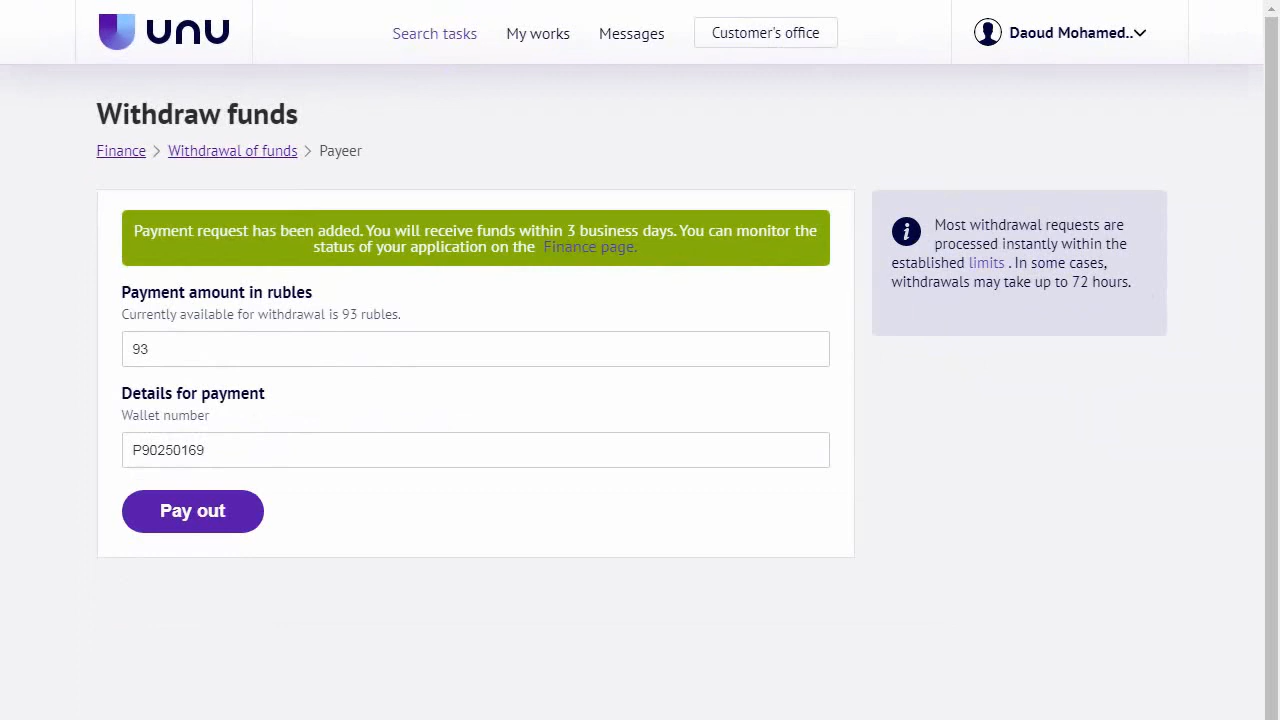 unu
Search tasks
My works
Messages
Customer's office
Daoud Mohamed..
Withdraw funds
Finance > Withdrawal of funds > Payeer
Payment request has been added. You will receive funds within 3 business days. You can monitor the
status of your application on the Finance page.
Payment amount in rubles
Currently available for withdrawal is 93 rubles.
93
Details for payment
Wallet number
P90250169
Pay out
Most withdrawal requests are
processed instantly within the
established limits . In some cases,
withdrawals may take up to 72 hours.